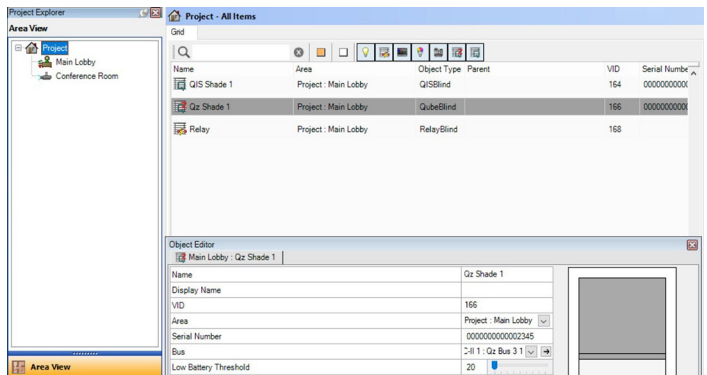 Project Explorer
Area View
Project
Main Lobby
Conference Room
Area View
Project - All Items
Grid
Name Area Object Type Parent VID Serial Numbe
QIS Shade 1 Project : Main Lobby QISBlind 164 00000000000
Qz Shade 1 Project : Main Lobby QubeBlind 166 00000000000
Relay Project : Main Lobby RelayBlind 168
Object Editor
Main Lobby : Qz Shade 1
Name Qz Shade 1
Display Name
VID 166
Area Project : Main Lobby
Serial Number 0000000000002345
Bus C-II 1 : Qz Bus 3 1
Low Battery Threshold 20